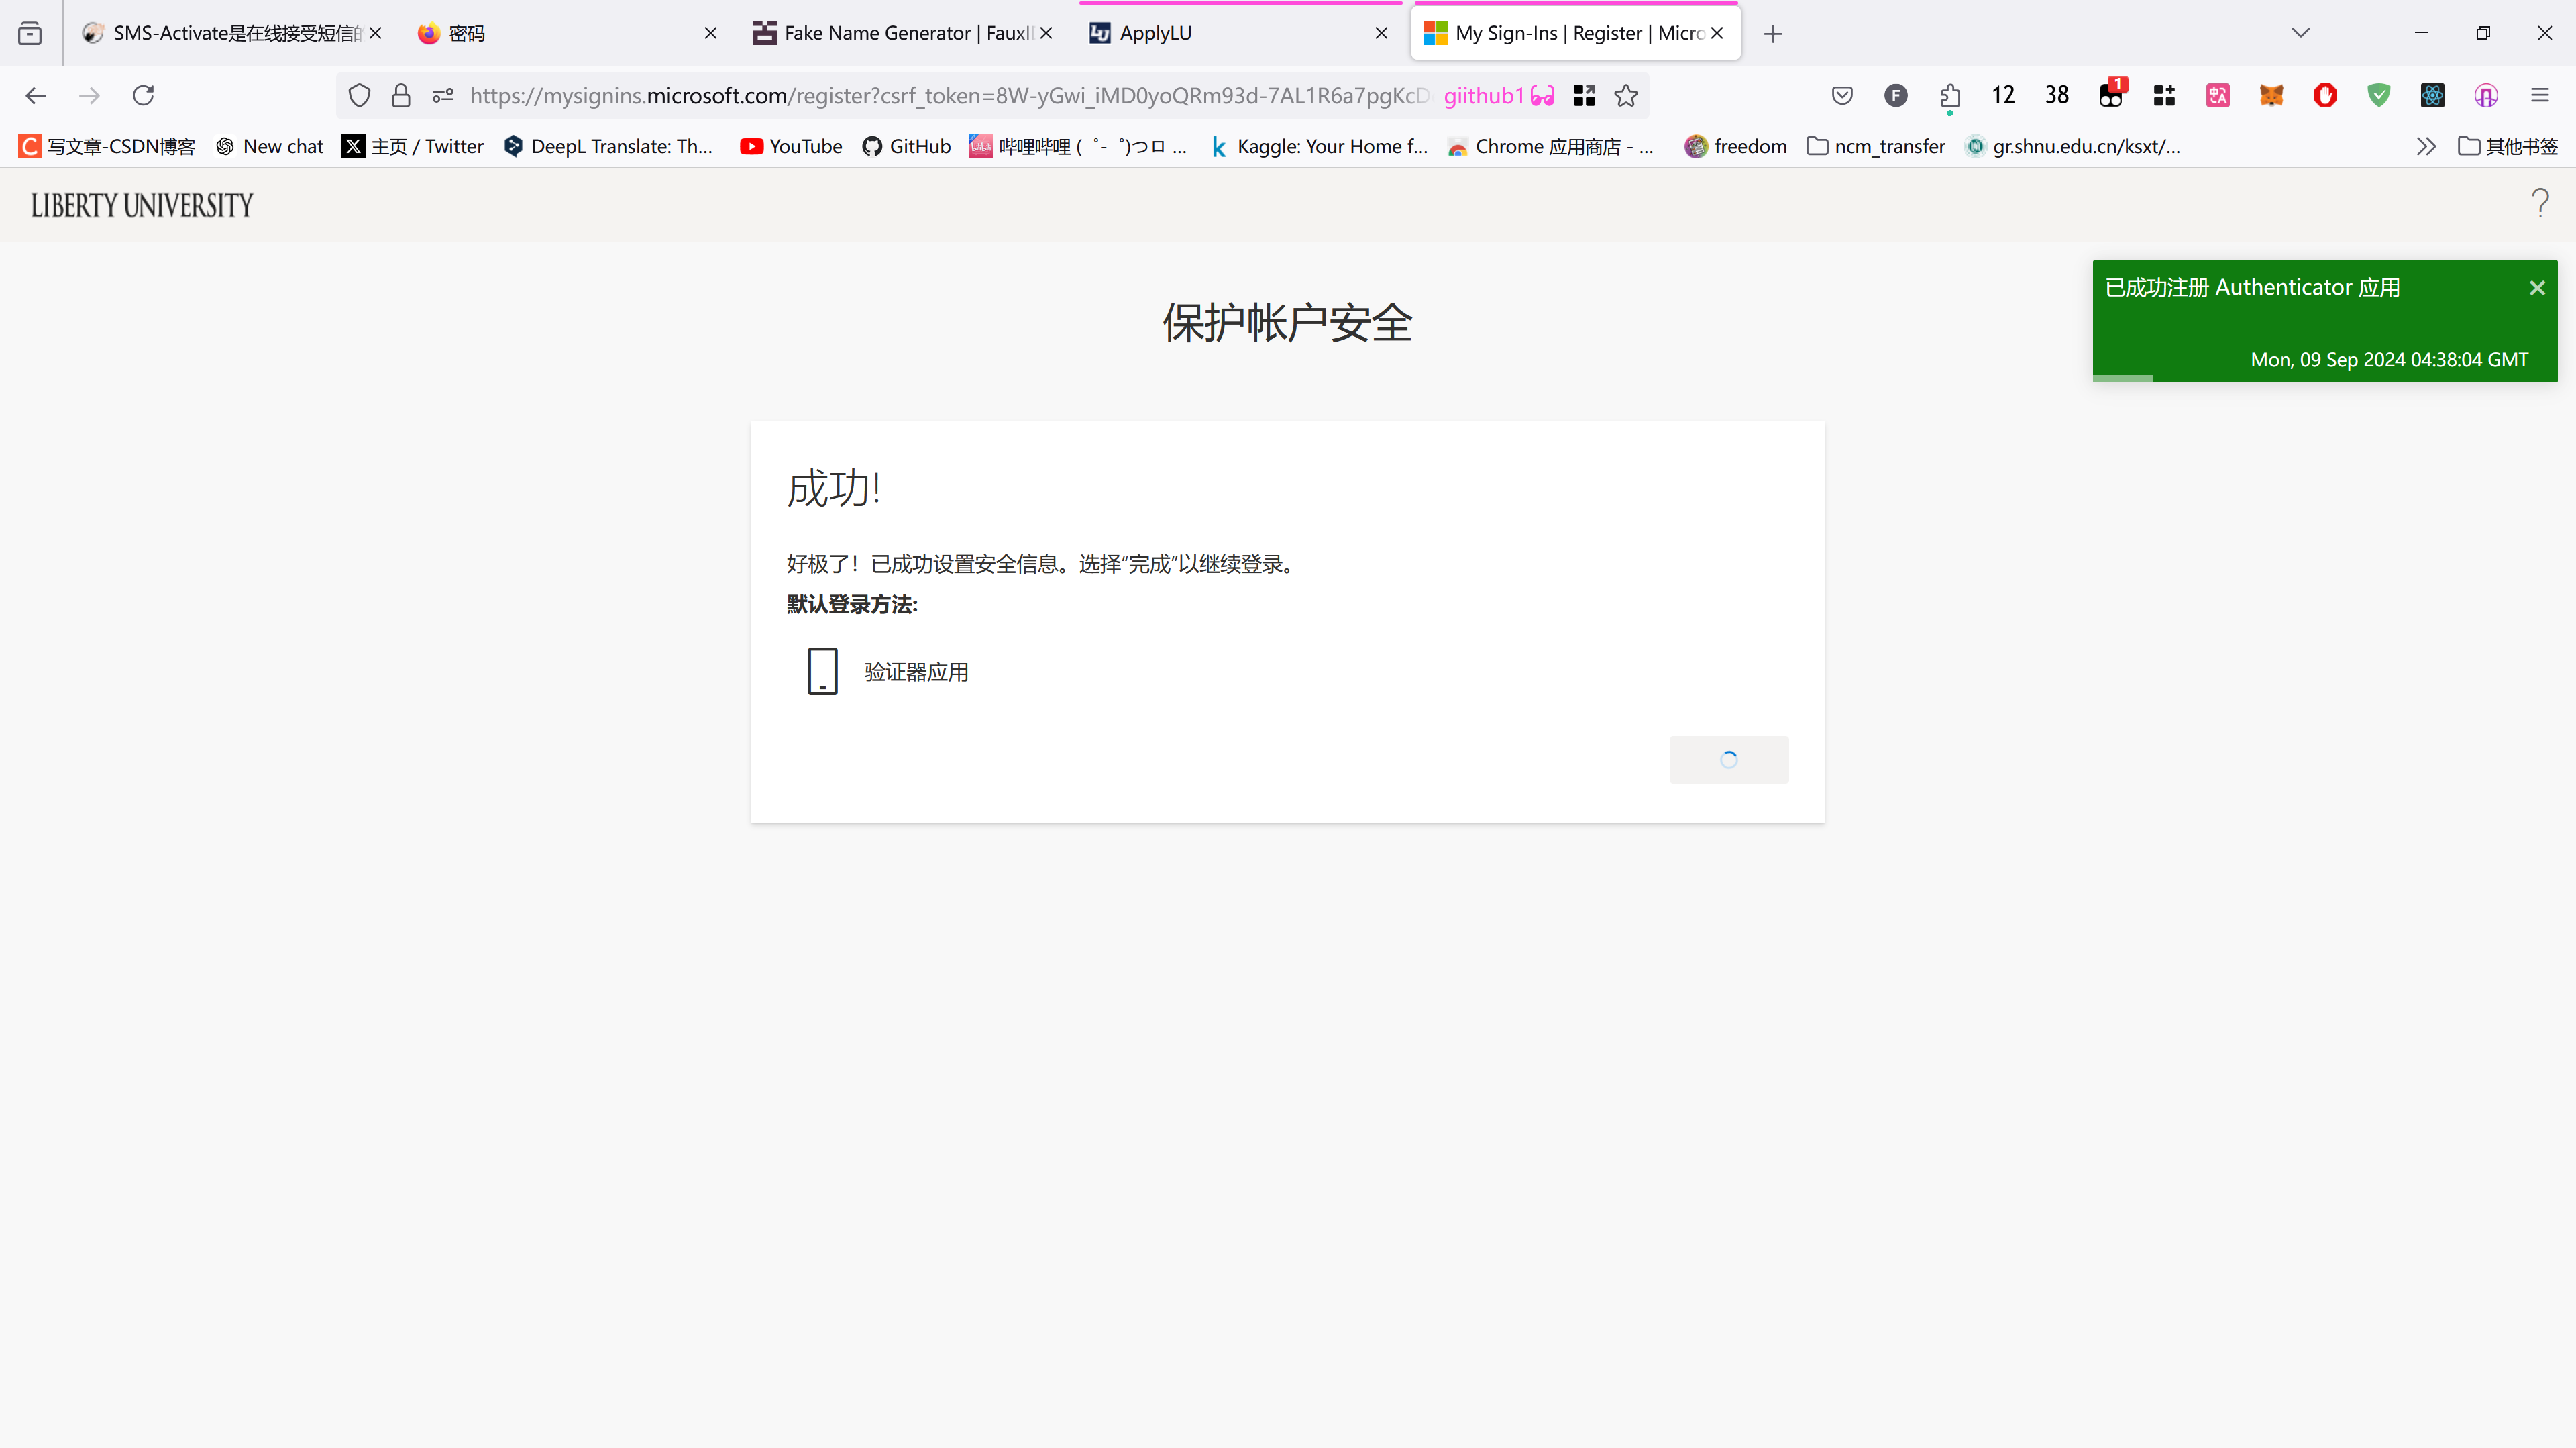 SMS-Activate是在线接受短信的
密码
Fake Name Generator | FauxI
ApplyLU
My Sign-Ins | Register | Micro
https://mysignins.microsoft.com/register?csrf_token=8W-yGwi_iMD0yoQRm93d-7AL1R6a7pgKcD
giithub1
F
12
38
1
写文章-CSDN博客
New chat
主页 / Twitter
DeepL Translate: Th...
YouTube
GitHub
哔哩哔哩 (゜-゜)つロ ...
Kaggle: Your Home f...
Chrome 应用商店 - ...
freedom
ncm_transfer
gr.shnu.edu.cn/ksxt/...
其他书签
LIBERTY UNIVERSITY
已成功注册 Authenticator 应用
Mon, 09 Sep 2024 04:38:04 GMT
保护帐户安全
成功!
好极了！已成功设置安全信息。选择“完成”以继续登录。
默认登录方法:
验证器应用